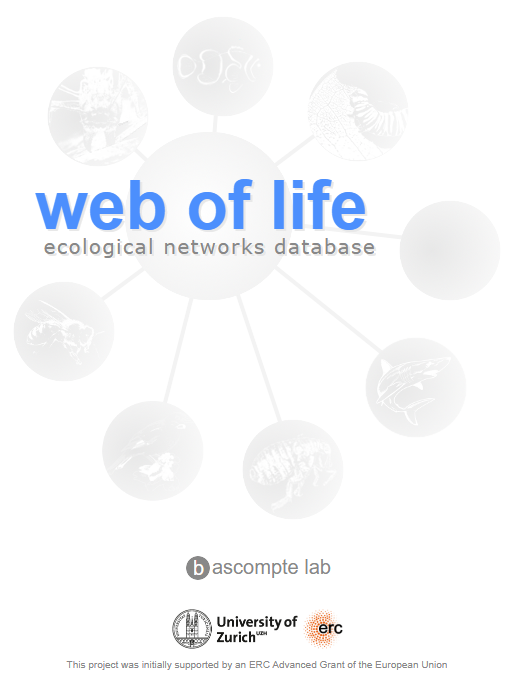 web of life
ecological networks database
bascompte lab
University of
Zurich UZH
erc
This project was initially supported by an ERC Advanced Grant of the European Union